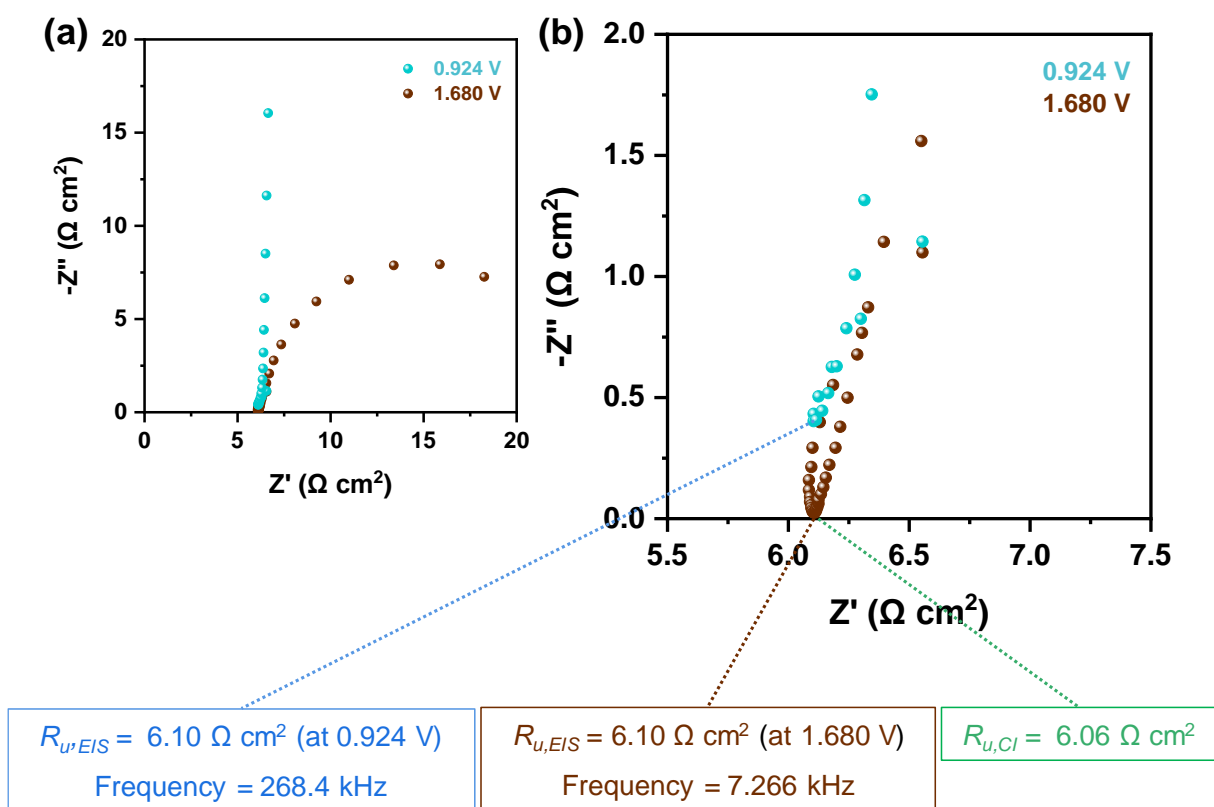 (a)
20
15
10
5
0
0 5 10 15 20
-Z'' (Ω cm²)
Z' (Ω cm²)
0.924 V
1.680 V
(b)
2.0
1.5
1.0
0.5
0.0
5.5 6.0 6.5 7.0 7.5
-Z'' (Ω cm²)
Z' (Ω cm²)
0.924 V
1.680 V
Ru,EIS = 6.10 Ω cm² (at 0.924 V)
Frequency = 268.4 kHz
Ru,EIS = 6.10 Ω cm² (at 1.680 V)
Frequency = 7.266 kHz
Ru,CI = 6.06 Ω cm²